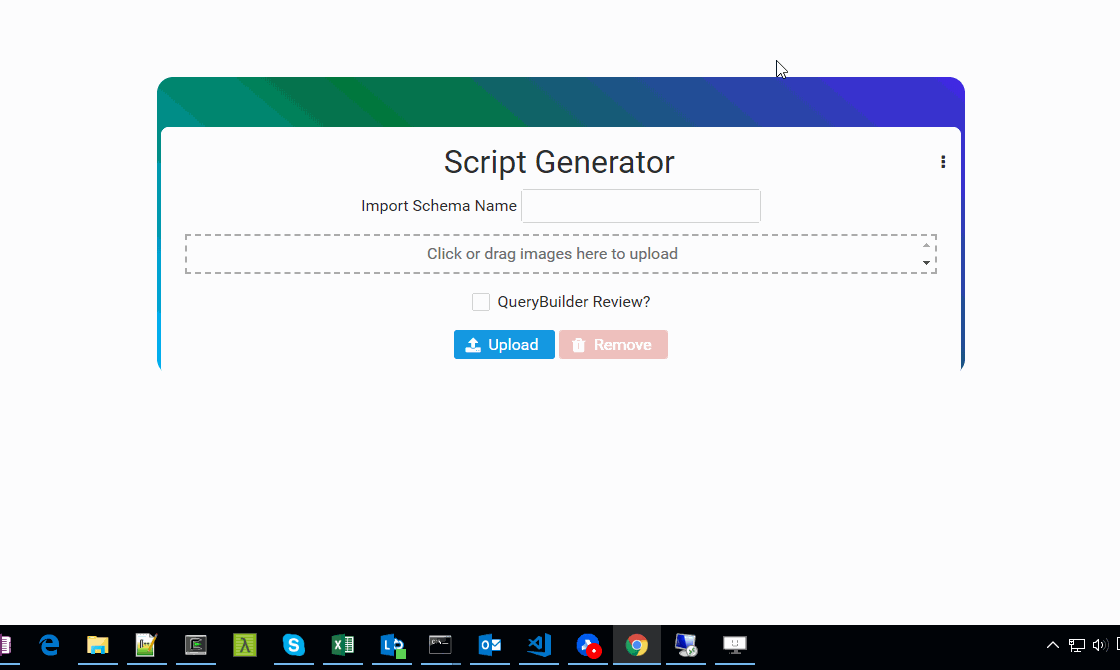 Script Generator
Import Schema Name
Click or drag images here to upload
QueryBuilder Review?
Upload Remove